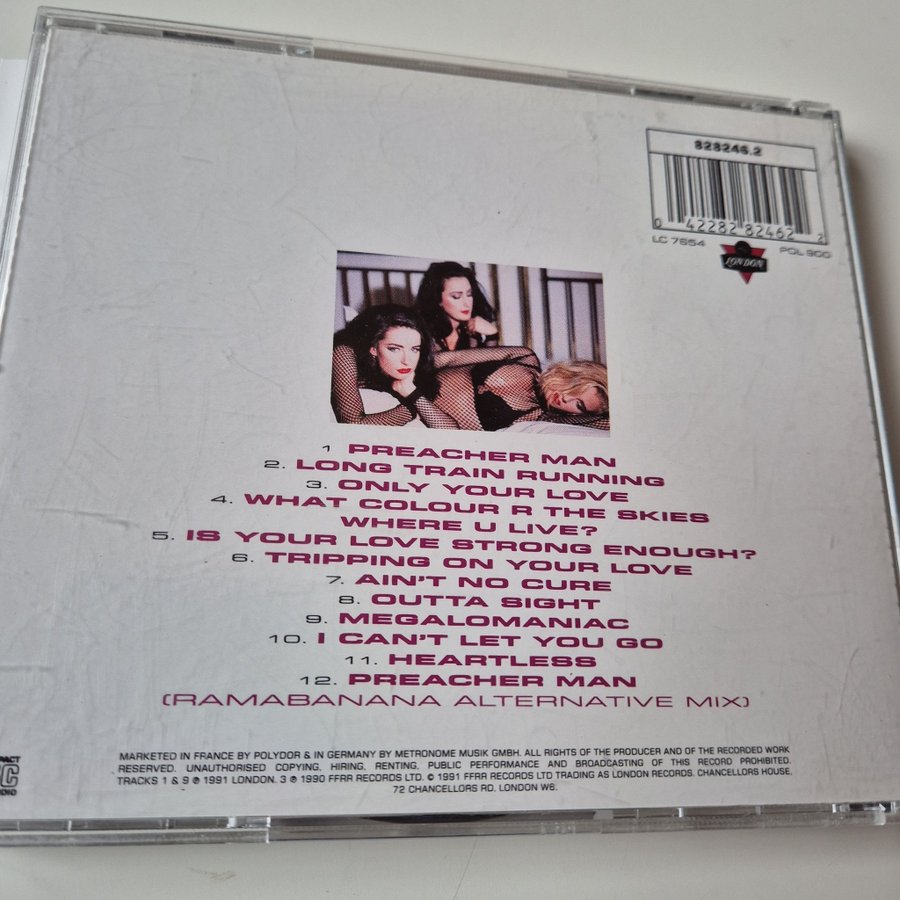 828246.2
0 42282 82462 2
LC 7654
LONDON
POL 900
1 PREACHER MAN
2. LONG TRAIN RUNNING
3. ONLY YOUR LOVE
4. WHAT COLOUR R THE SKIES
WHERE U LIVE?
5. IS YOUR LOVE STRONG ENOUGH?
6. TRIPPING ON YOUR LOVE
7. AIN'T NO CURE
8. OUTTA SIGHT
9. MEGALOMANIAC
10. I CAN'T LET YOU GO
11. HEARTLESS
12. PREACHER MAN
(RAMABANANA ALTERNATIVE MIX)
MARKETED IN FRANCE BY POLYDOR & IN GERMANY BY METRONOME MUSIK GMBH. ALL RIGHTS OF THE PRODUCER AND OF THE RECORDED WORK
RESERVED. UNAUTHORISED COPYING, HIRING, RENTING, PUBLIC PERFORMANCE AND BROADCASTING OF THIS RECORD PROHIBITED.
TRACKS 1 & 9 ℗ 1991 LONDON. 3 ℗ 1990 FFRR RECORDS LTD. © 1991 FFRR RECORDS LTD TRADING AS LONDON RECORDS. CHANCELLORS HOUSE,
72 CHANCELLORS RD. LONDON W6.